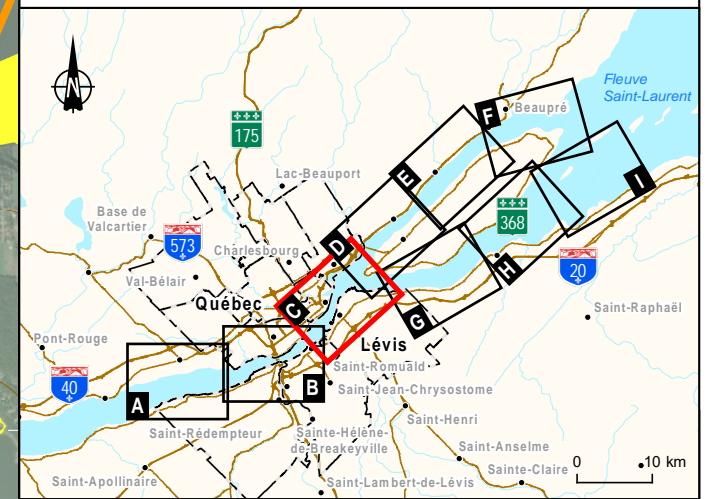 N
Fleuve
Saint-Laurent
F
Beaupré
175
Lac-Beauport
E
I
Base de
Valcartier
573
Charlesbourg
D
368
Val-Bélair
H
20
Québec
C
G
Saint-Raphaël
Pont-Rouge
Lévis
40
Saint-Romuald
A
B
Saint-Jean-Chrysostome
Saint-Henri
Saint-Rédempteur
Sainte-Hélène-
de-Breakeyville
Saint-Anselme
0 10 km
Sainte-Claire
Saint-Apollinaire
Saint-Lambert-de-Lévis